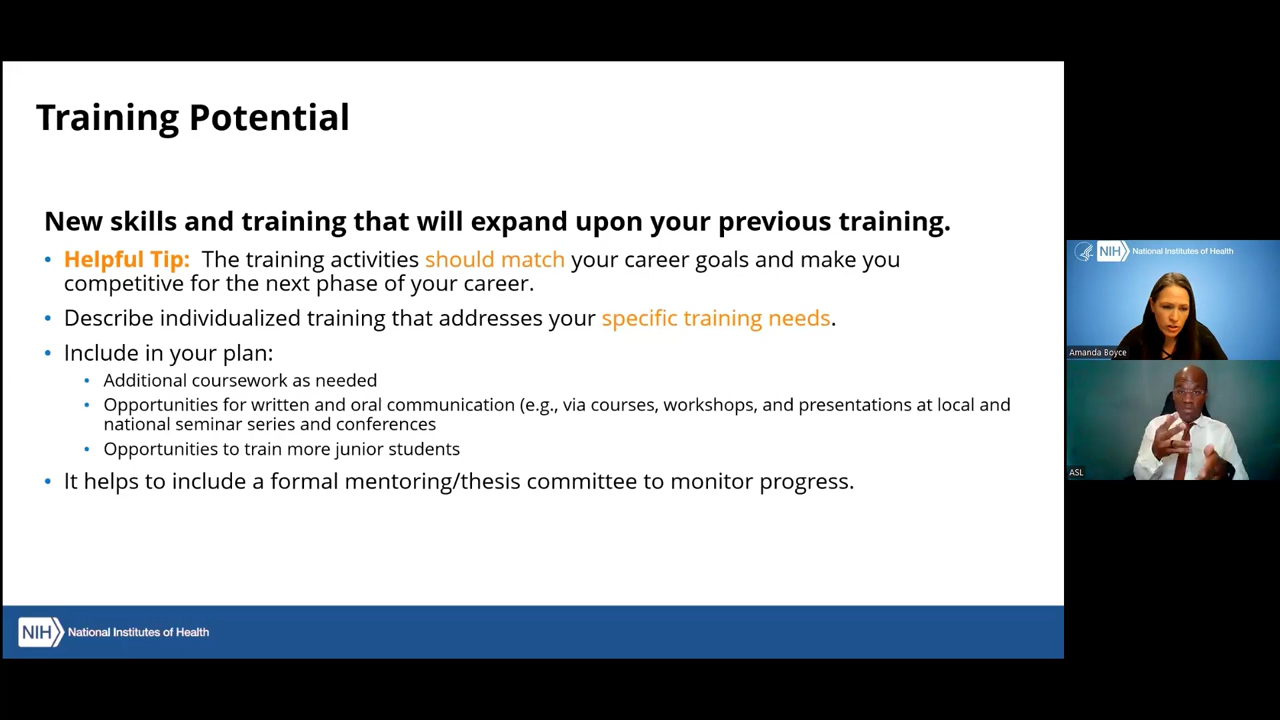 Training Potential
New skills and training that will expand upon your previous training.
• Helpful Tip: The training activities should match your career goals and make you
competitive for the next phase of your career.
• Describe individualized training that addresses your specific training needs.
• Include in your plan:
• Additional coursework as needed
• Opportunities for written and oral communication (e.g., via courses, workshops, and presentations at local and
national seminar series and conferences
• Opportunities to train more junior students
• It helps to include a formal mentoring/thesis committee to monitor progress.
NIH National Institutes of Health
NIH National Institutes of Health
Amanda Boyce
ASL